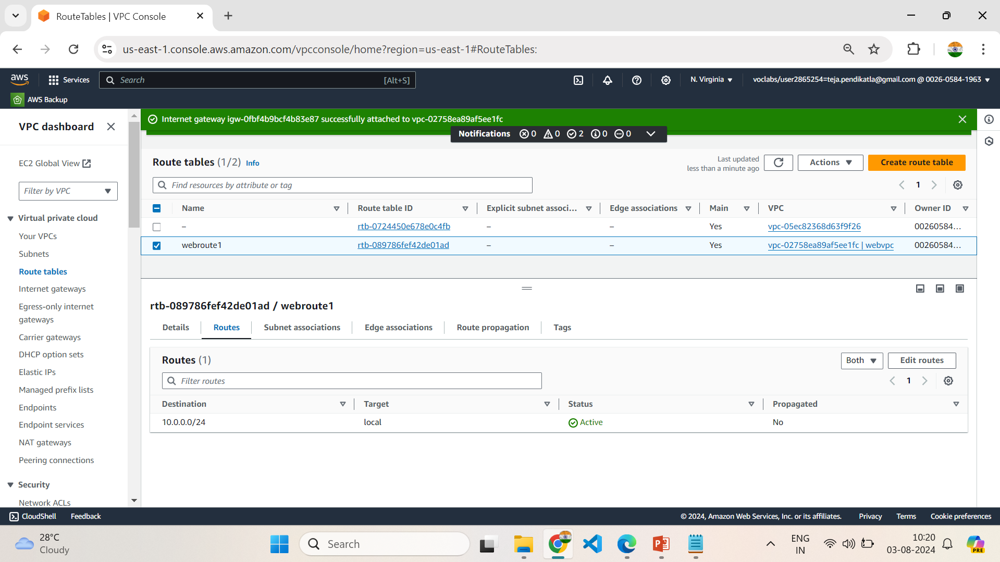 RouteTables | VPC Console
us-east-1.console.aws.amazon.com/vpcconsole/home?region=us-east-1#RouteTables:
aws
Services
Search
[Alt+S]
N. Virginia
voclabs/user2865254=teja.pendikatla@gmail.com @ 0026-0584-1963
AWS Backup
VPC dashboard
EC2 Global View
Filter by VPC
Virtual private cloud
Your VPCs
Subnets
Route tables
Internet gateways
Egress-only internet
gateways
Carrier gateways
DHCP option sets
Elastic IPs
Managed prefix lists
Endpoints
Endpoint services
NAT gateways
Peering connections
Security
Network ACLs
Internet gateway igw-0fbf4b9bcf4b83e87 successfully attached to vpc-02758ea89af5ee1fc
Notifications 0 0 2 0 0
Route tables (1/2) Info
Last updated
less than a minute ago
Actions
Create route table
Find resources by attribute or tag
1
Name Route table ID Explicit subnet associ... Edge associations Main VPC Owner ID
– rtb-0724450e678e0c4fb – – Yes vpc-05ec82368d63f9f26 00260584...
webroute1 rtb-089786fef42de01ad – – Yes vpc-02758ea89af5ee1fc | webvpc 00260584...
rtb-089786fef42de01ad / webroute1
Details Routes Subnet associations Edge associations Route propagation Tags
Routes (1)
Both
Edit routes
Filter routes
1
Destination Target Status Propagated
10.0.0.0/24 local Active No
CloudShell Feedback
© 2024, Amazon Web Services, Inc. or its affiliates. Privacy Terms Cookie preferences
28°C
Cloudy
Search
ENG
IN
10:20
03-08-2024
PRE